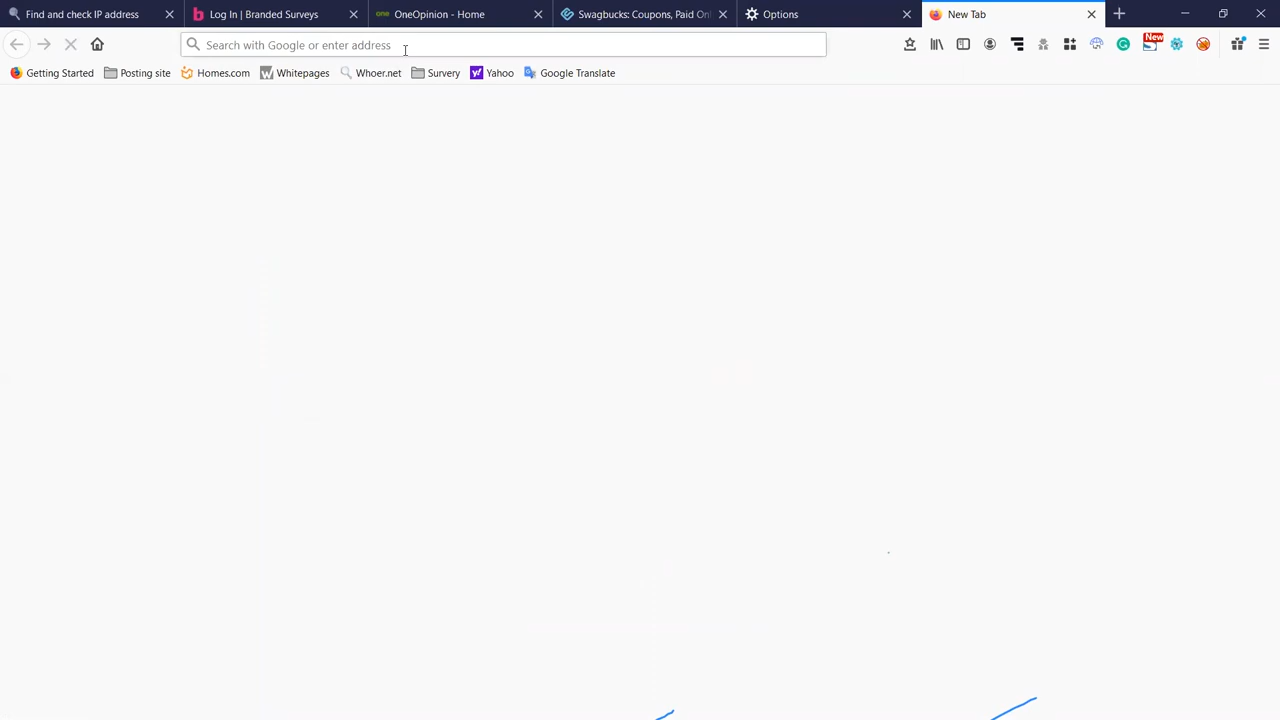 Find and check IP address
Log In | Branded Surveys
OneOpinion - Home
Swagbucks: Coupons, Paid Onl
Options
New Tab
Search with Google or enter address
New
Getting Started
Posting site
Homes.com
Whitepages
Whoer.net
Survery
Yahoo
Google Translate